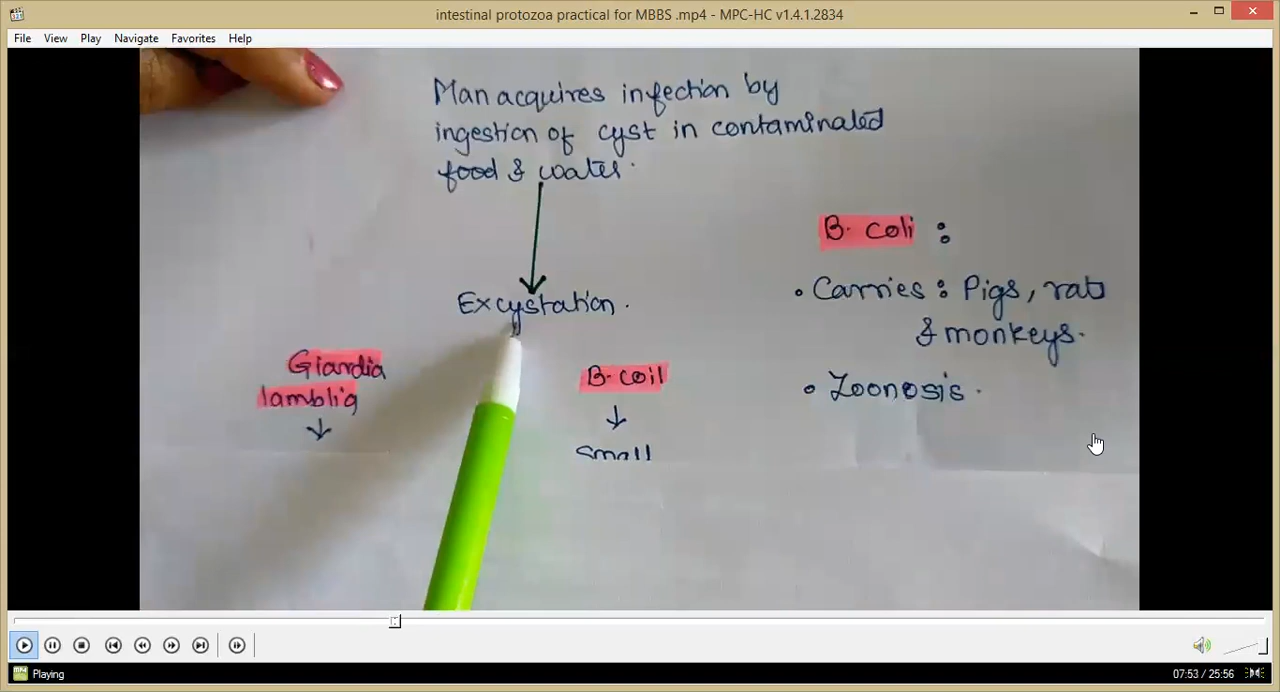 intestinal protozoa practical for MBBS .mp4 - MPC-HC v1.4.1.2834
File View Play Navigate Favorites Help
Man acquires infection by
ingestion of cyst in contaminated
food & water.
Excystation.
Giardia
lamblia
↓
B. coil
↓
Small
B. coli :
• Carries : Pigs, rats
& monkeys.
• Zoonosis.
Playing
07:53 / 25:56